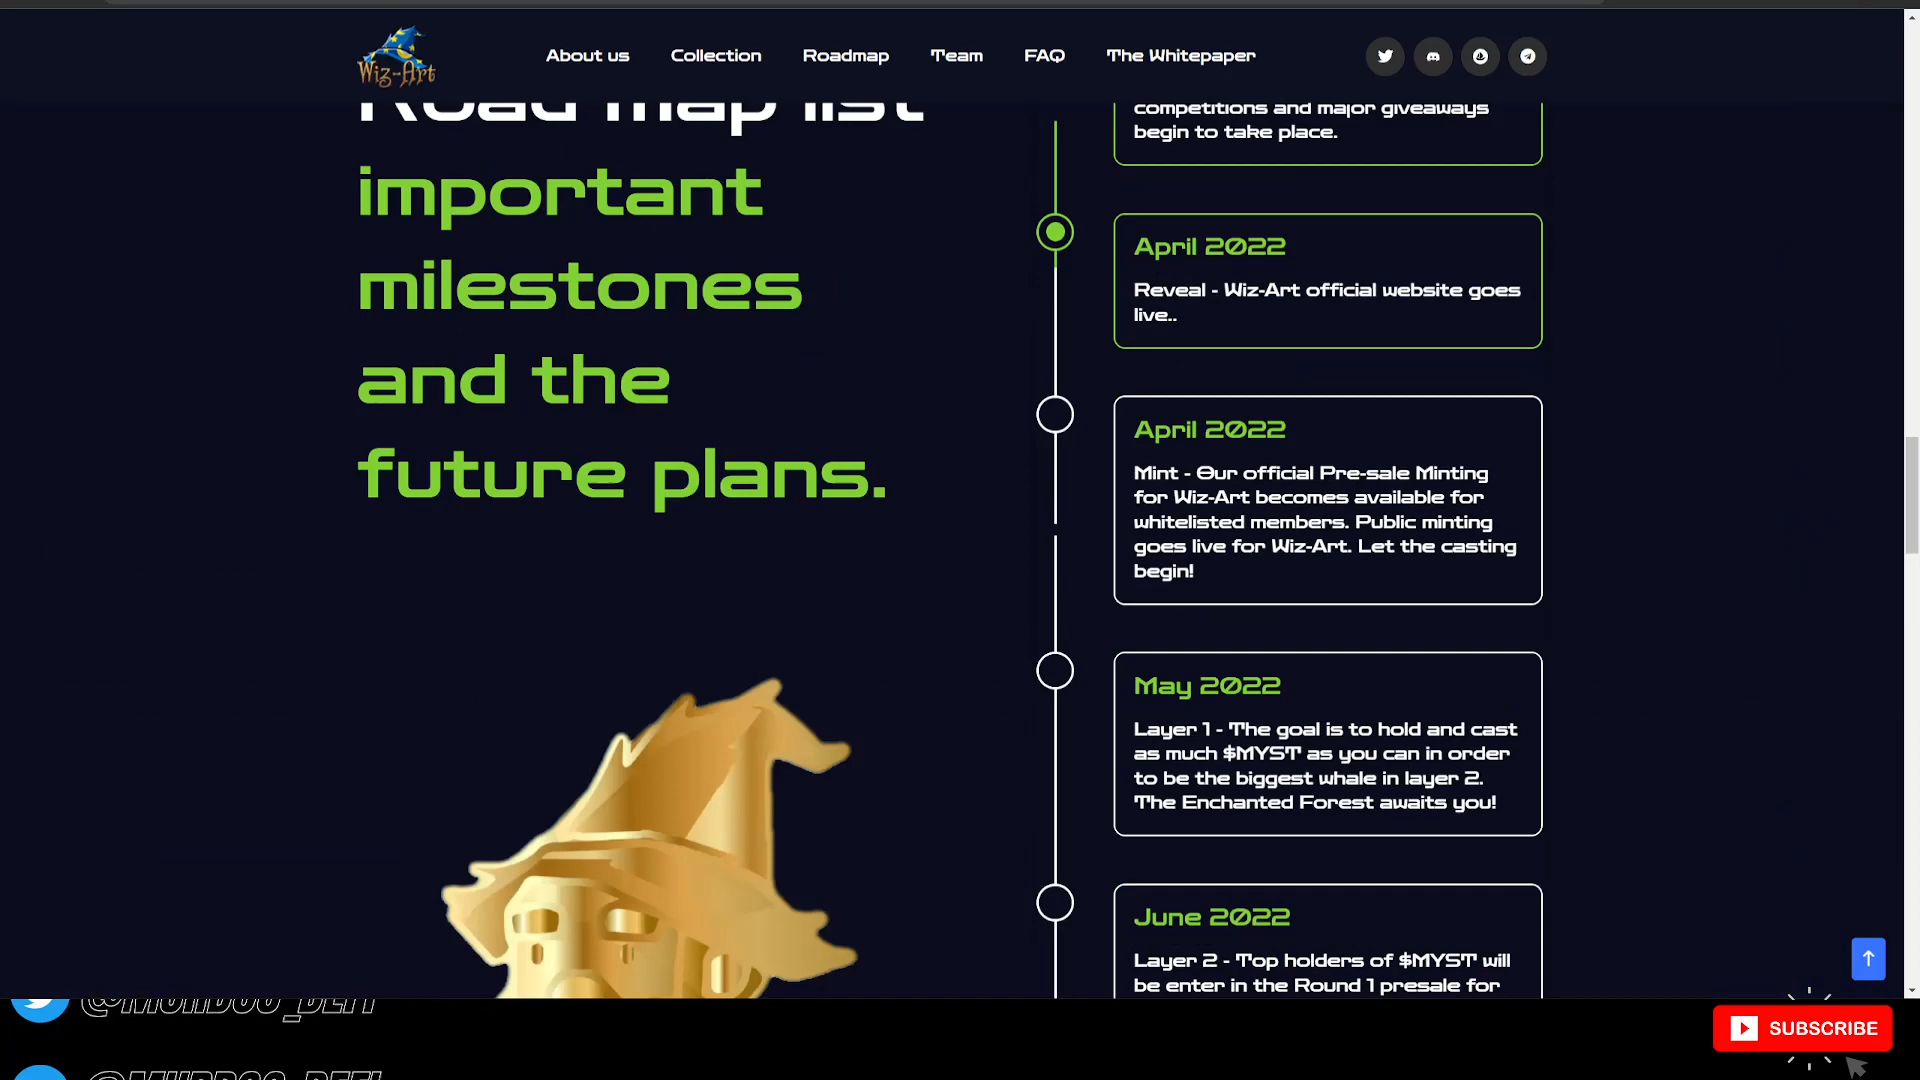 Wiz-Art
About us
Collection
Roadmap
Team
FAQ
The Whitepaper
Road map list
important
milestones
and the
future plans.
competitions and major giveaways
begin to take place.
April 2022
Reveal - Wiz-Art official website goes
live..
April 2022
Mint - Our official Pre-sale Minting
for Wiz-Art becomes available for
whitelisted members. Public minting
goes live for Wiz-Art. Let the casting
begin!
May 2022
Layer 1 - The goal is to hold and cast
as much $MYST as you can in order
to be the biggest whale in layer 2.
The Enchanted Forest awaits you!
June 2022
Layer 2 - Top holders of $MYST will
be enter in the Round 1 presale for
SUBSCRIBE